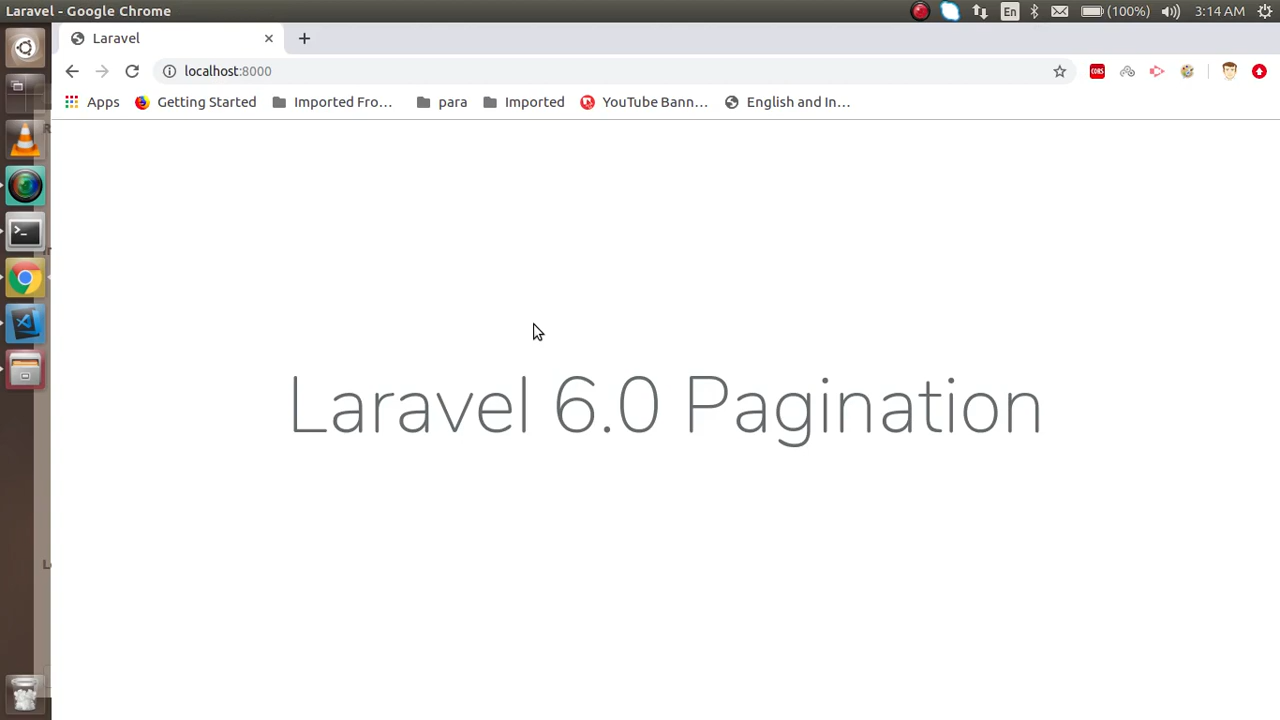 Laravel - Google Chrome
En
(100%)
3:14 AM
Laravel
localhost:8000
CORS
Apps
Getting Started
Imported Fro...
para
Imported
YouTube Bann...
English and In...
Laravel 6.0 Pagination